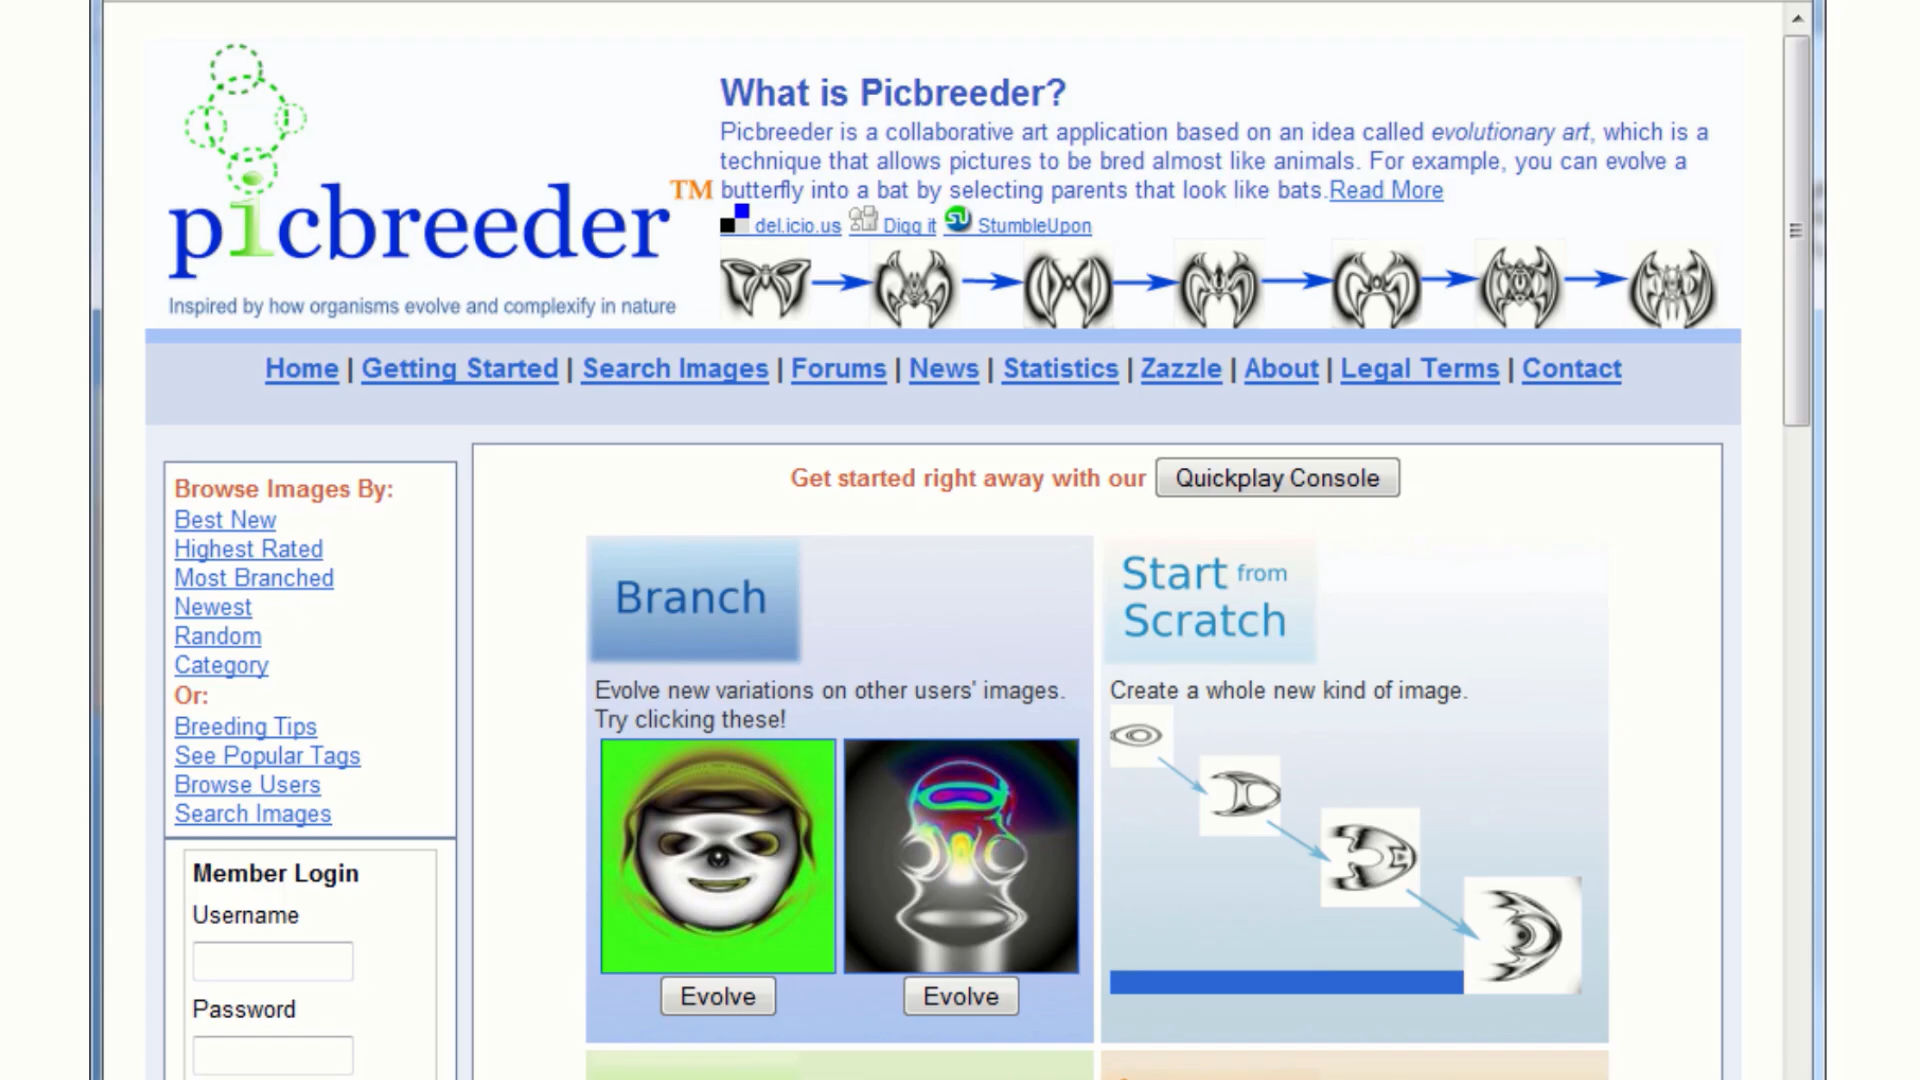 picbreeder TM
Inspired by how organisms evolve and complexify in nature
What is Picbreeder?
Picbreeder is a collaborative art application based on an idea called evolutionary art, which is a
technique that allows pictures to be bred almost like animals. For example, you can evolve a
butterfly into a bat by selecting parents that look like bats.Read More
del.icio.us Digg it StumbleUpon
Home | Getting Started | Search Images | Forums | News | Statistics | Zazzle | About | Legal Terms | Contact
Browse Images By:
Best New
Highest Rated
Most Branched
Newest
Random
Category
Or:
Breeding Tips
See Popular Tags
Browse Users
Search Images
Member Login
Username
Password
Get started right away with our Quickplay Console
Branch
Evolve new variations on other users' images.
Try clicking these!
Evolve Evolve
Start from
Scratch
Create a whole new kind of image.